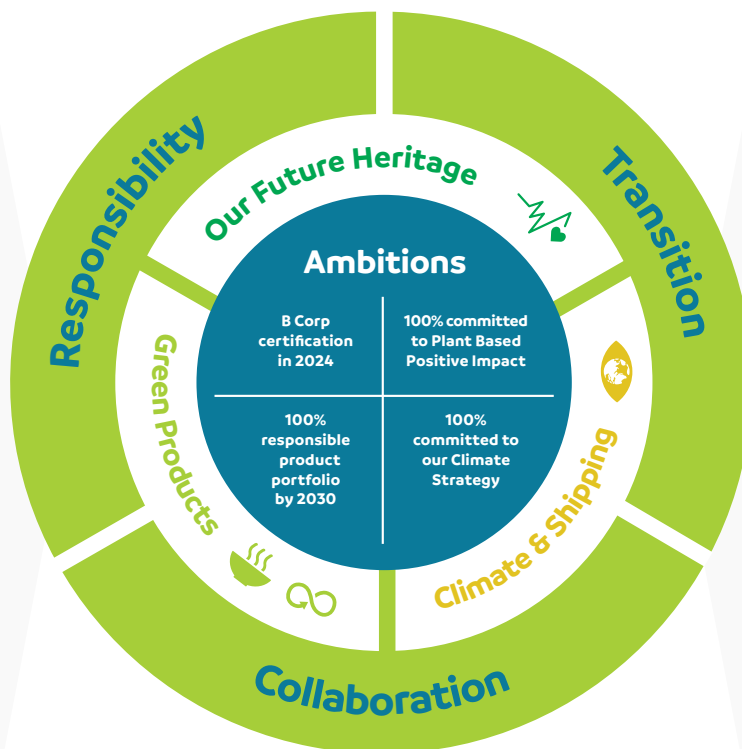 Responsibility
Transition
Collaboration
Our Future Heritage
Green Products
Climate & Shipping
Ambitions
B Corp
certification
in 2024
100% committed
to Plant Based
Positive Impact
100%
responsible
product
portfolio
by 2030
100%
committed to
our Climate
Strategy